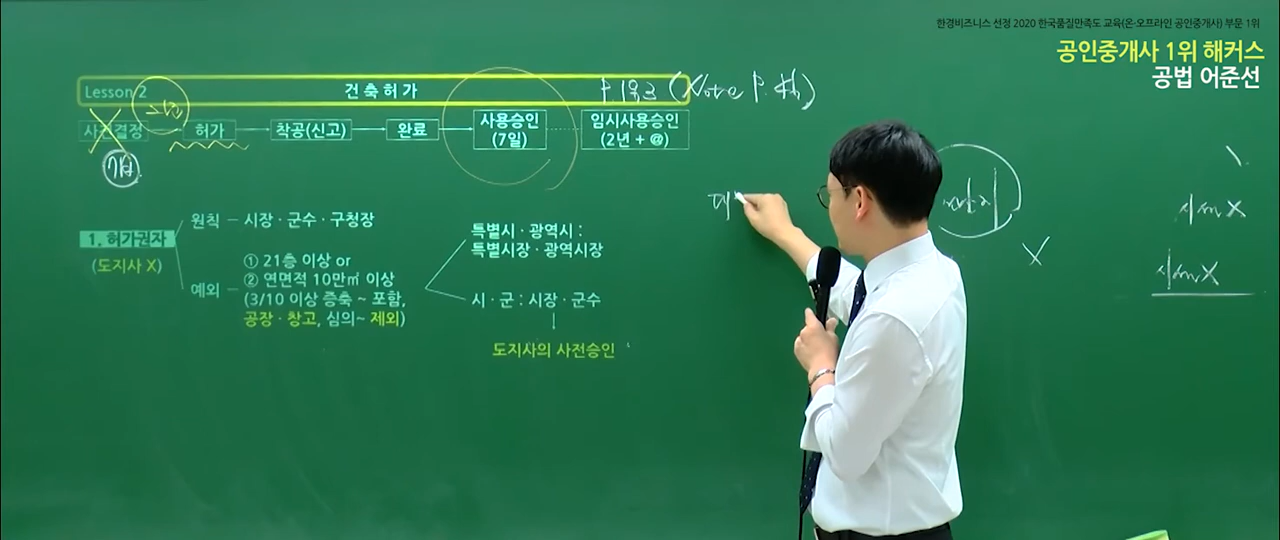 한경비즈니스 선정 2020 한국품질만족도 교육(온·오프라인 공인중개사) 부문 1위
공인중개사 1위 해커스
공법 어준선
Lesson 2 건축허가 P.193 (Note P.
사전결정 허가 착공(신고) 완료 사용승인 (7일) 임시사용승인 (2년 + @)
1. 허가권자
(도지사 X)
원칙 - 시장·군수·구청장
예외 -
① 21층 이상 or
② 연면적 10만㎡ 이상
(3/10 이상 증축 ~ 포함,
공장·창고, 심의~ 제외)
특별시·광역시 :
특별시장·광역시장
시·군 : 시장·군수
도지사의 사전승인
X
X
X